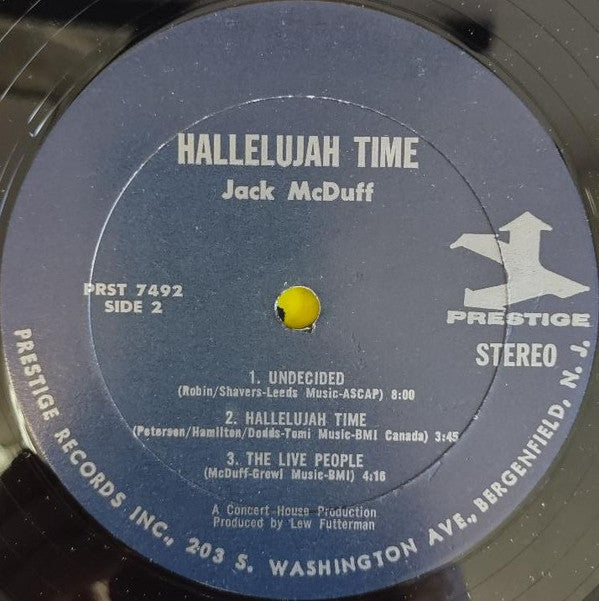 HALLELUJAH TIME
Jack McDuff
PRST 7492
SIDE 2
PRESTIGE
STEREO
1. UNDECIDED
(Robin/Shavers-Leeds Music-ASCAP) 8:00
2. HALLELUJAH TIME
(Petersen/Hamilton/Dodds-Tomi Music-BMI Canada) 3:45
3. THE LIVE PEOPLE
(McDuff-Grewl Music-BMI) 4:16
A Concert House Production
Produced by Lew Futterman
PRESTIGE RECORDS INC., 203 S. WASHINGTON AVE., BERGENFIELD, N. J.